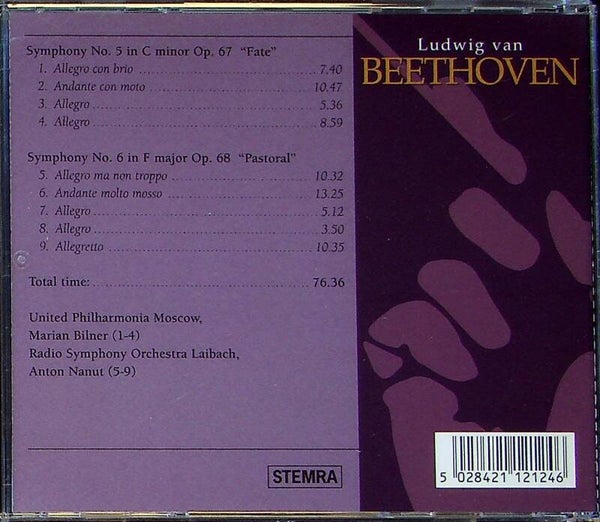 Symphony No. 5 in C minor Op. 67 "Fate"
1. Allegro con brio 7.40
2. Andante con moto 10.47
3. Allegro 5.36
4. Allegro 8.59
Symphony No. 6 in F major Op. 68 "Pastoral"
5. Allegro ma non troppo 10.32
6. Andante molto mosso 13.25
7. Allegro 5.12
8. Allegro 3.50
9. Allegretto 10.35
Total time: 76.36
United Philharmonia Moscow,
Marian Bilner (1-4)
Radio Symphony Orchestra Laibach,
Anton Nanut (5-9)
STEMRA
Ludwig van
BEETHOVEN
5 028421 121246